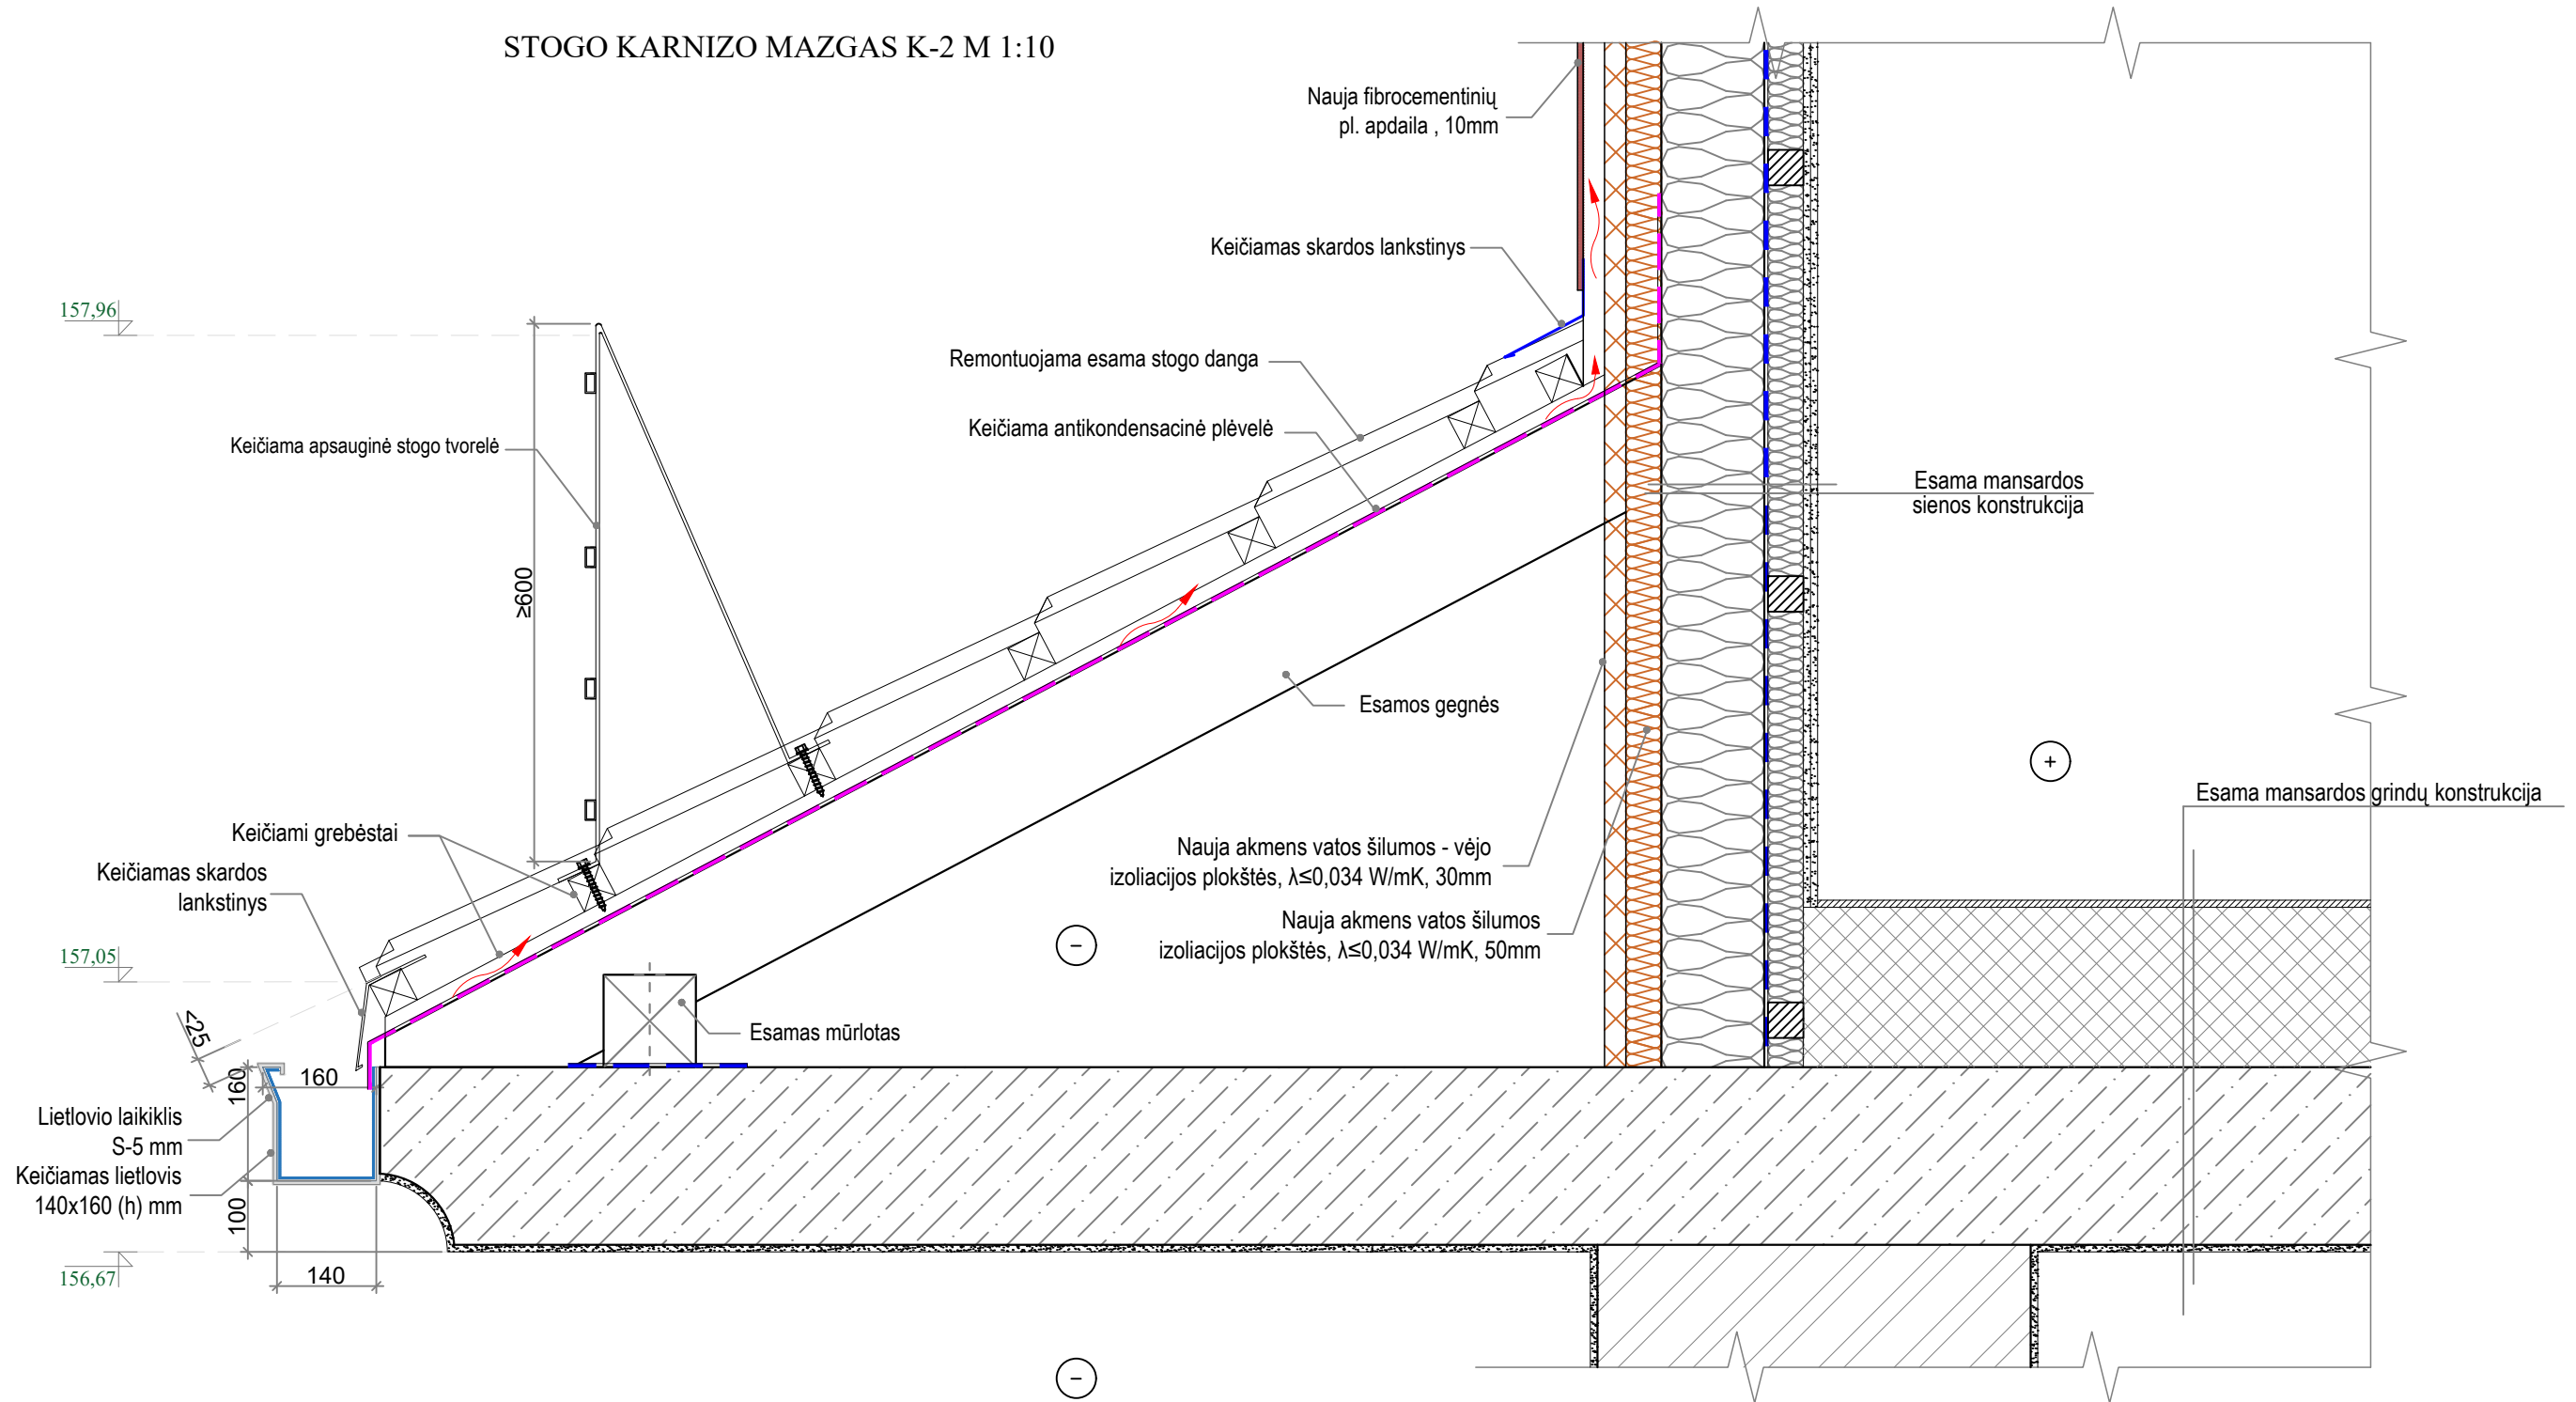 STOGO KARNIZO MAZGAS K-2 M 1:10
Nauja fibrocementinių
pl. apdaila , 10mm
Keičiamas skardos lankstinys
157,96
Remontuojama esama stogo danga
Keičiama antikondensacinė plėvelė
Keičiama apsauginė stogo tvorelė
Esama mansardos
sienos konstrukcija
≥600
Esamos gegnės
+
Esama mansardos grindų konstrukcija
Keičiami grebėstai
Keičiamas skardos
lankstinys
Nauja akmens vatos šilumos - vėjo
izoliacijos plokštės, λ≤0,034 W/mK, 30mm
Nauja akmens vatos šilumos
izoliacijos plokštės, λ≤0,034 W/mK, 50mm
−
157,05
<25
Esamas mūrlotas
160
160
Lietlovio laikiklis
S-5 mm
Keičiamas lietlovis
140x160 (h) mm
100
156,67
140
−